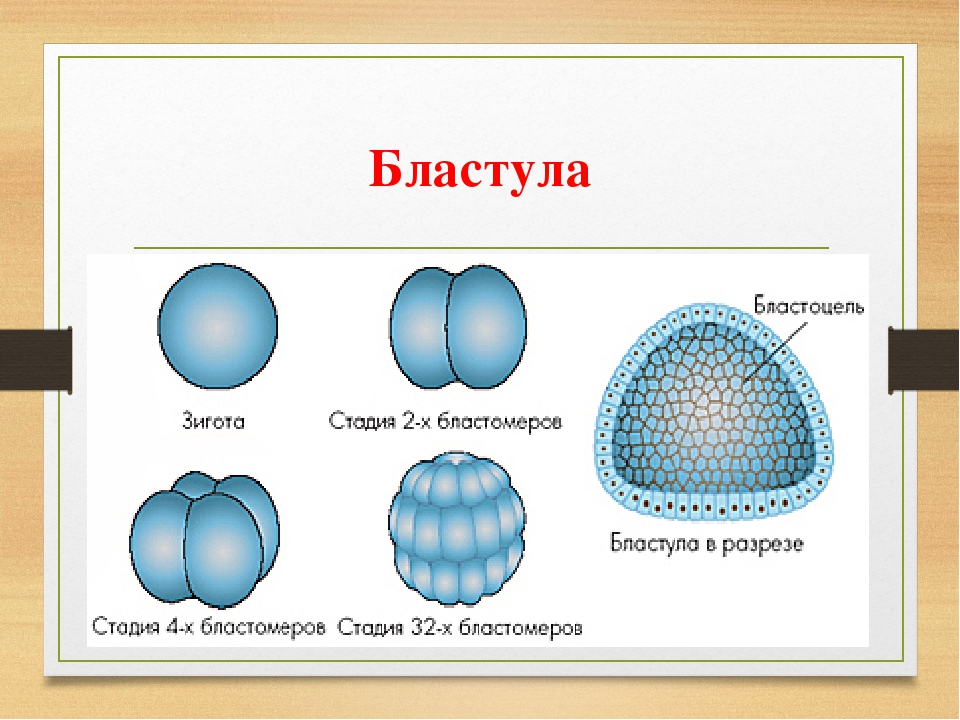 Бластула
Бластоцель
Зигота
Стадия 2-х бластомеров
Бластула в разрезе
Стадия 4-х бластомеров
Стадия 32-х бластомеров